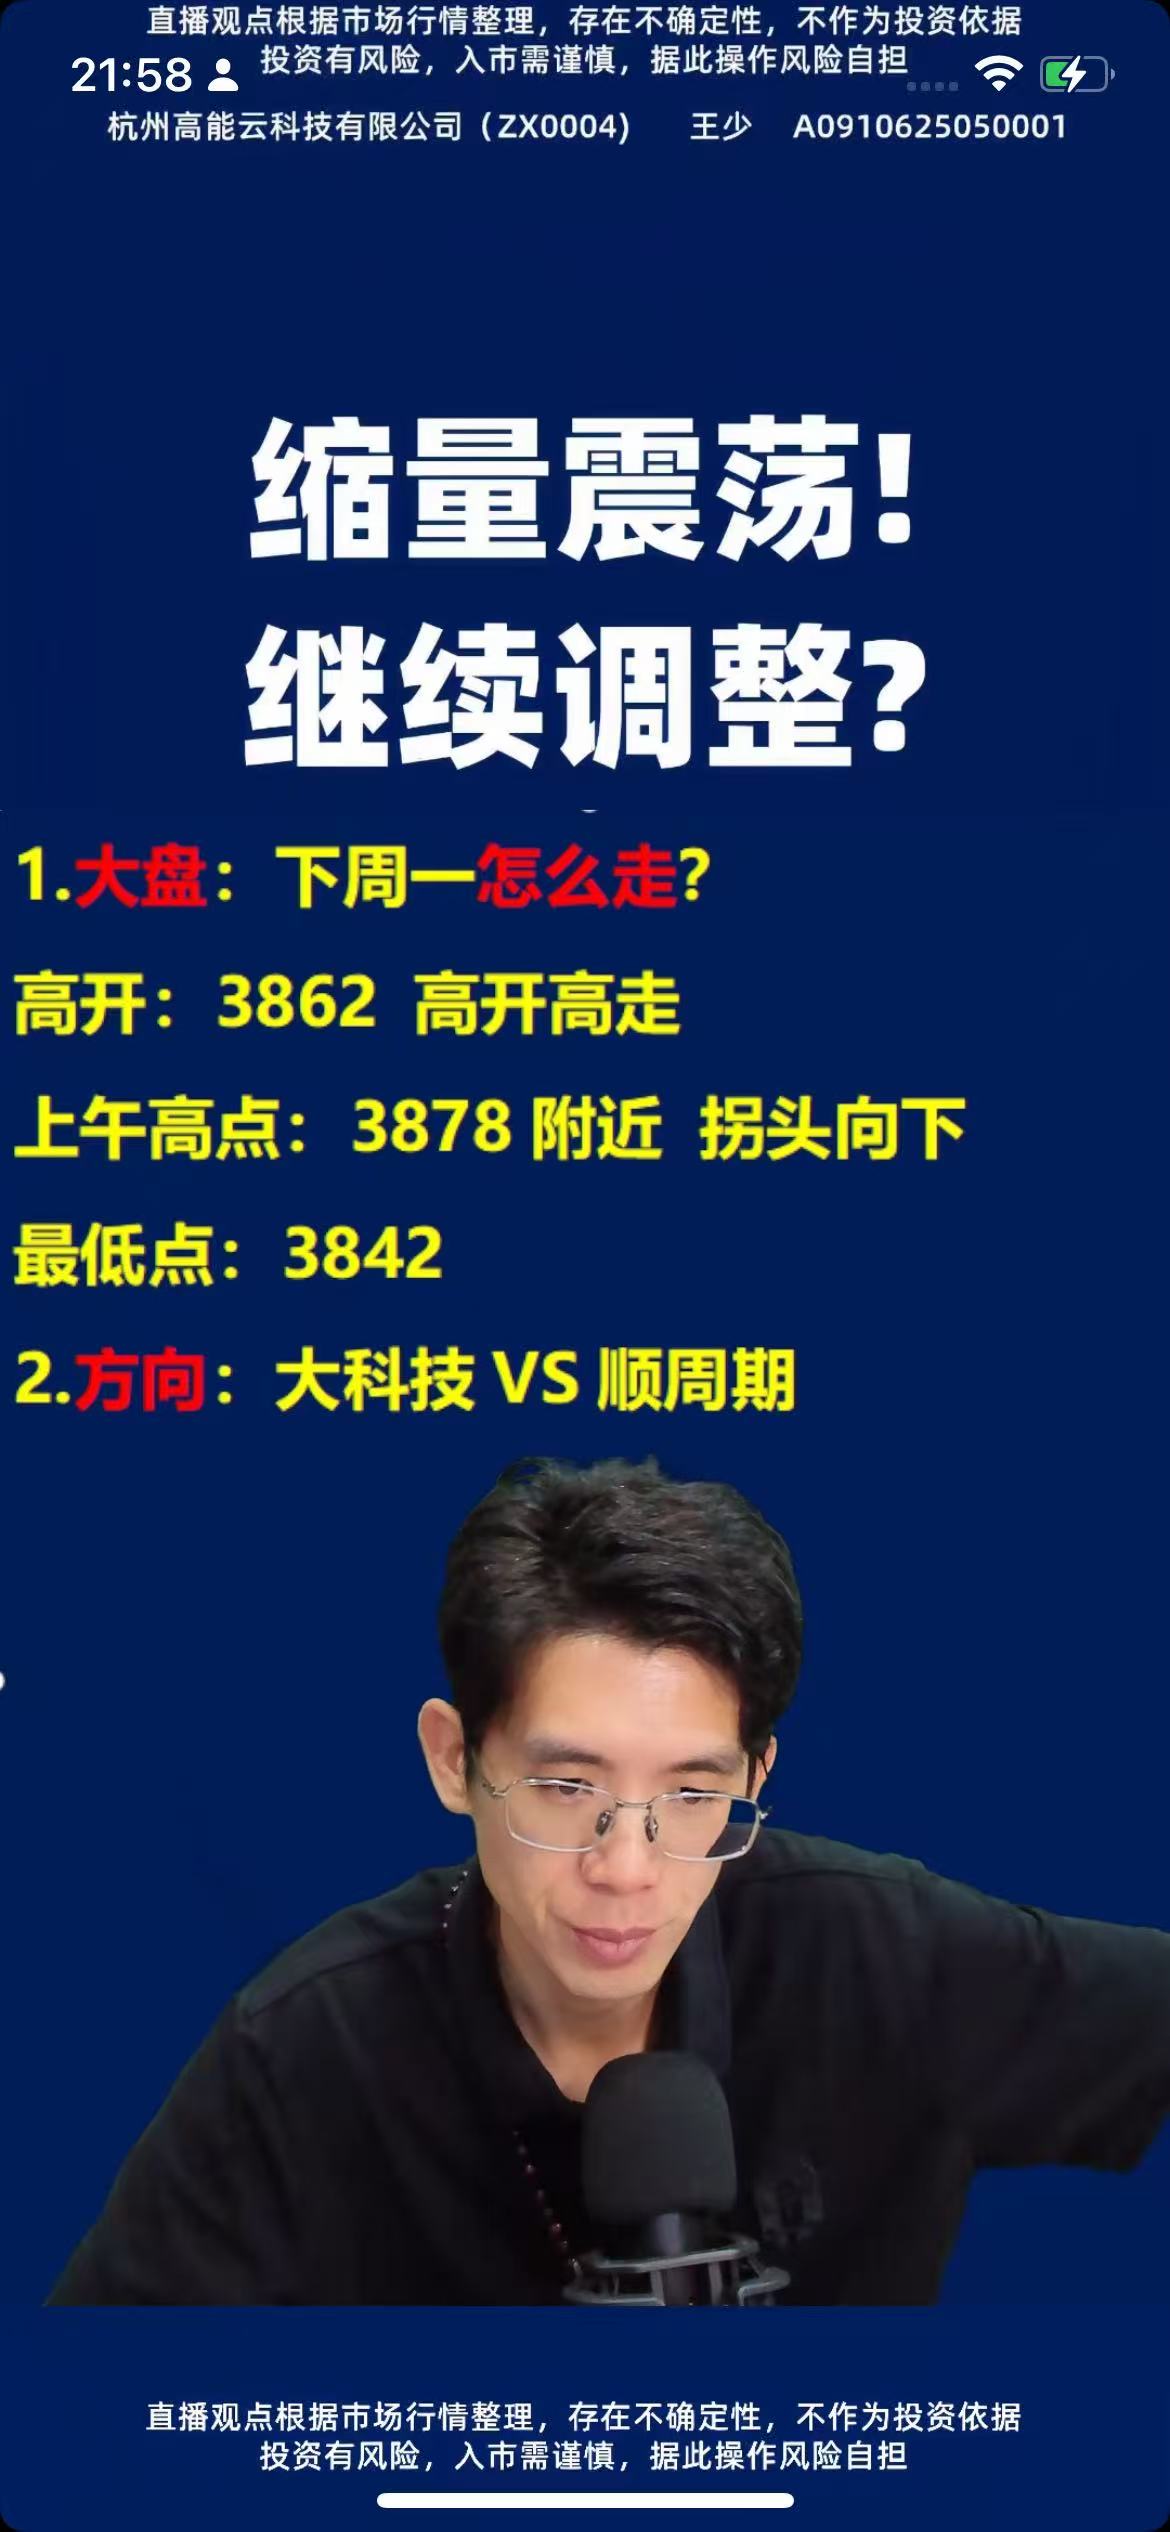 直播观点根据市场行情整理，存在不确定性，不作为投资依据
投资有风险，入市需谨慎，据此操作风险自担
21:58
杭州高能云科技有限公司（ZX0004） 王少 A0910625050001
缩量震荡!
继续调整?
1.大盘：下周一怎么走?
高开：3862 高开高走
上午高点：3878 附近 拐头向下
最低点：3842
2.方向：大科技 VS 顺周期
直播观点根据市场行情整理，存在不确定性，不作为投资依据
投资有风险，入市需谨慎，据此操作风险自担